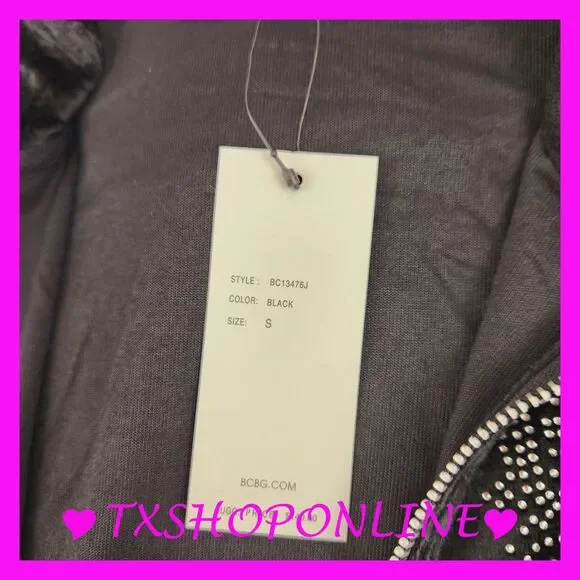 STYLE : BC13476J
COLOR: BLACK
SIZE: S
BCBG.COM
♥ TXSHOPONLINE ♥